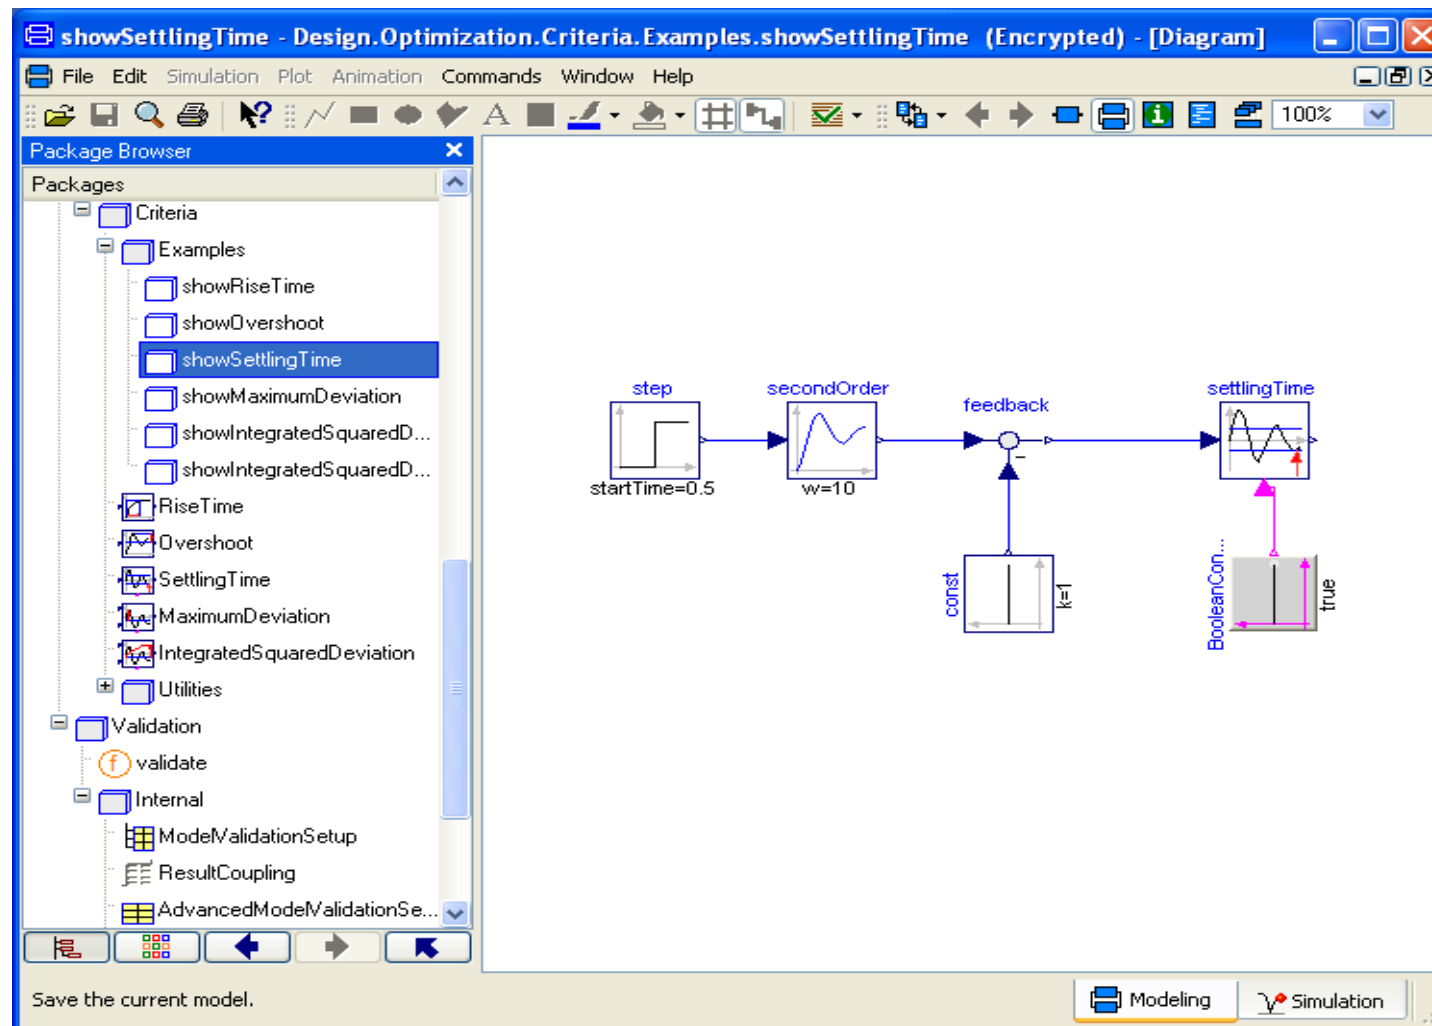 showSettlingTime - Design.Optimization.Criteria.Examples.showSettlingTime (Encrypted) - [Diagram]
File Edit Simulation Plot Animation Commands Window Help
100%
Package Browser
Packages
Criteria
Examples
showRiseTime
showOvershoot
showSettlingTime
showMaximumDeviation
showIntegratedSquaredD...
showIntegratedSquaredD...
RiseTime
Overshoot
SettlingTime
MaximumDeviation
IntegratedSquaredDeviation
Utilities
Validation
f validate
Internal
ModelValidationSetup
ResultCoupling
AdvancedModelValidationSe...
step
secondOrder
feedback
settlingTime
startTime=0.5
w=10
const
k=1
BooleanCon...
true
Save the current model.
Modeling
Simulation